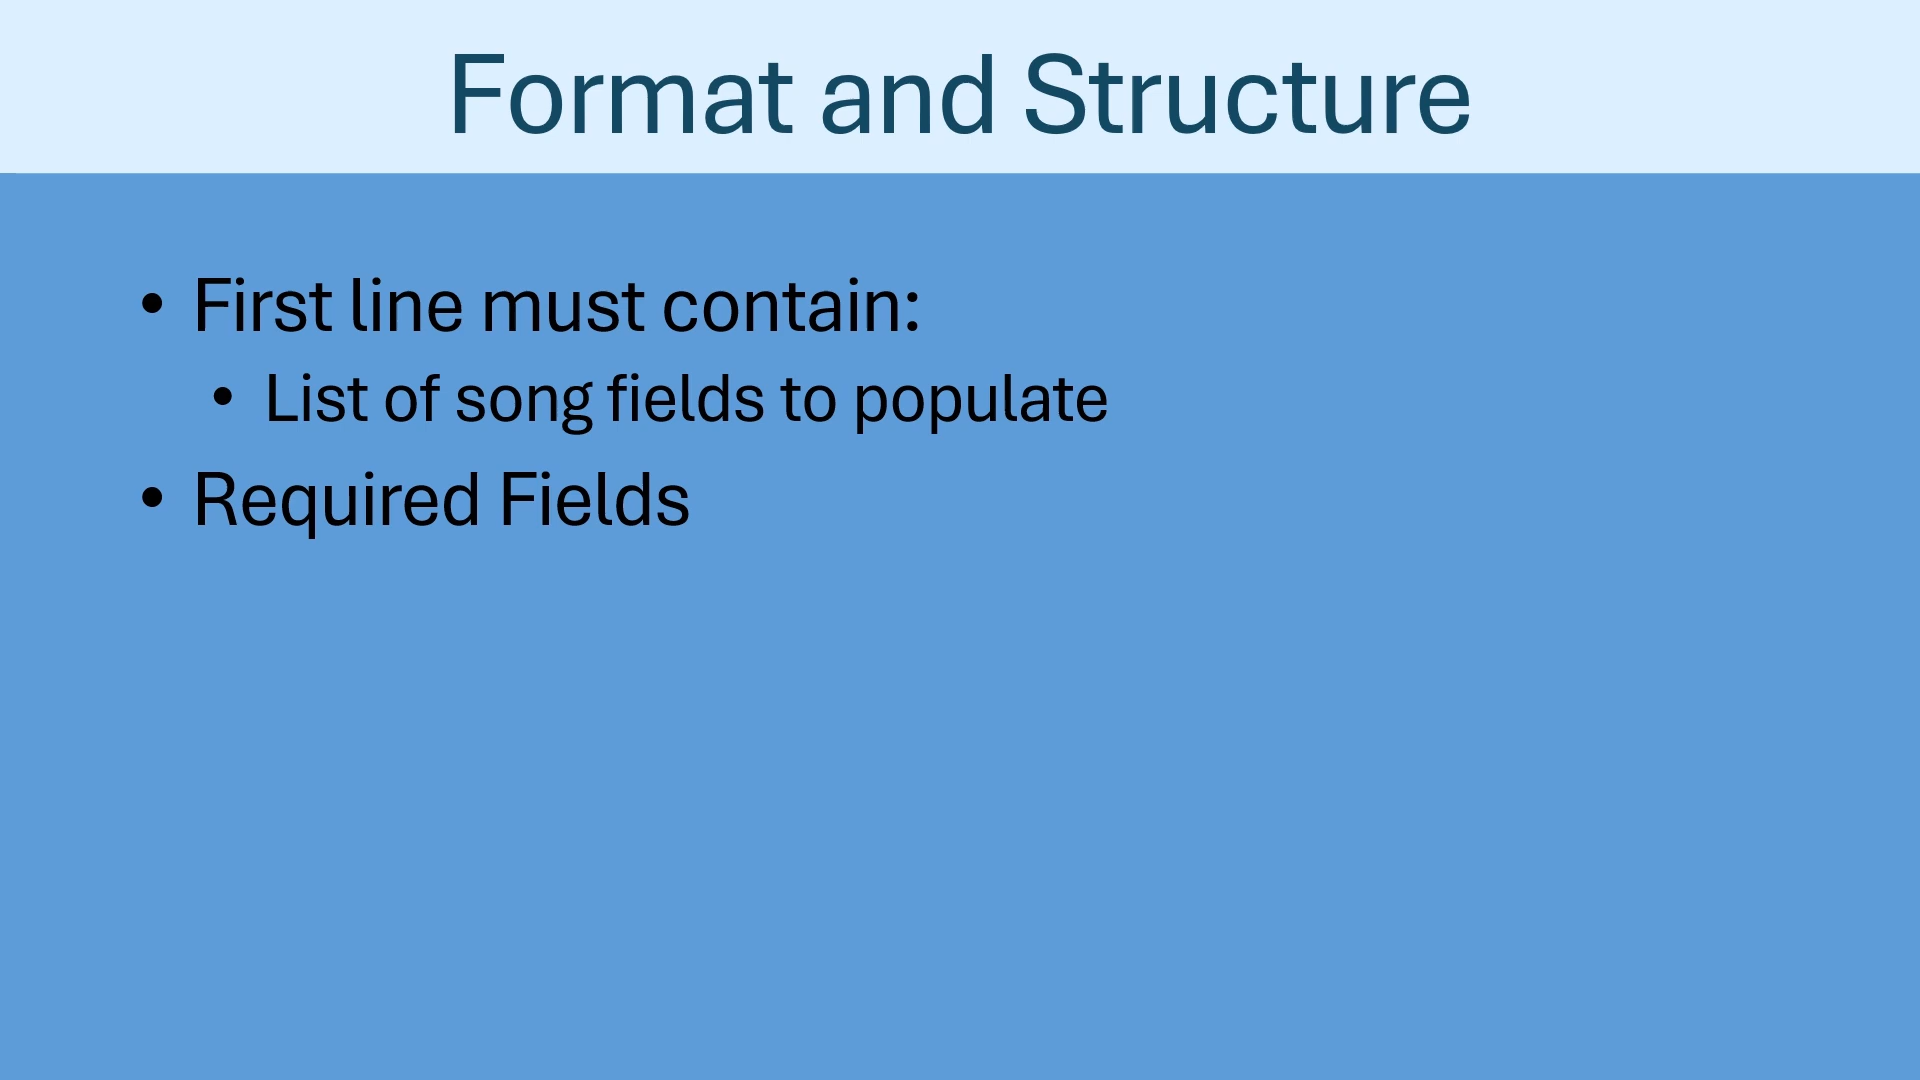 Format and Structure
• First line must contain:
• List of song fields to populate
• Required Fields